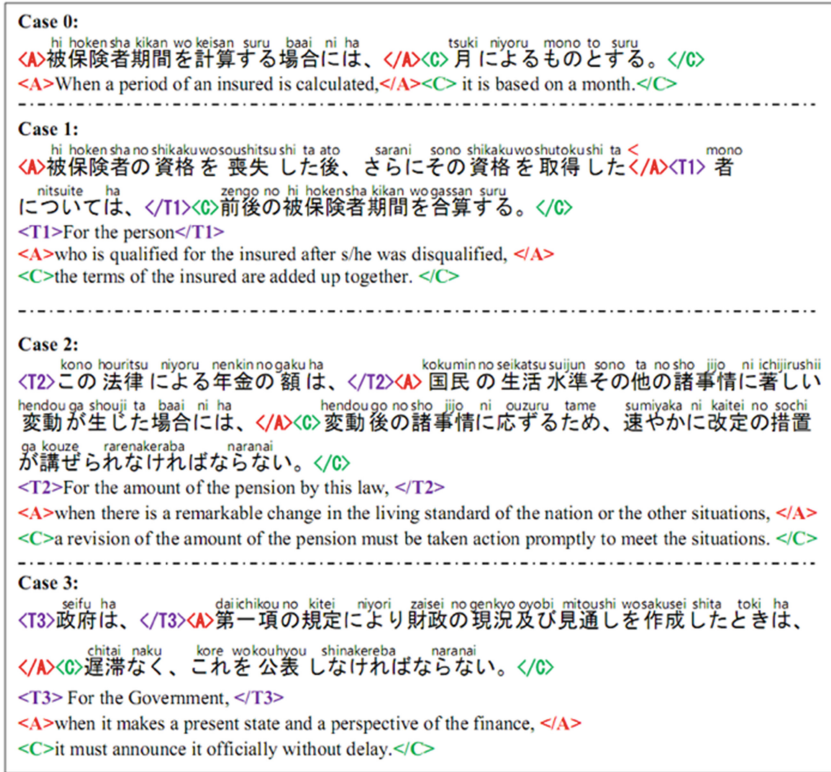 Case 0:
hi hokensha kikan wo keisan suru baai ni ha tsuki niyoru mono to suru
<A>被保険者期間を計算する場合には、</A><C>月によるものとする。</C>
<A>When a period of an insured is calculated,</A><C> it is based on a month.</C>
Case 1:
hi hokensha no shikaku wo soushitsu shi ta ato sarani sono shikaku wo shutoku shi ta mono
<A>被保険者の資格を喪失した後、さらにその資格を取得した<</A><T1>者
nitsuite ha zengo no hi hokensha kikan wo gassan suru
については、</T1><C>前後の被保険者期間を合算する。</C>
<T1>For the person</T1>
<A>who is qualified for the insured after s/he was disqualified, </A>
<C>the terms of the insured are added up together. </C>
Case 2:
kono houritsu niyoru nenkin no gaku ha kokumin no seikatsu suijun sono ta no sho jijo ni ichijirushii
<T2>この法律による年金の額は、</T2><A>国民の生活水準その他の諸事情に著しい
hendou ga shouji ta baai ni ha hendou go no sho jijo ni ouzuru tame sumiyaka ni kaitei no sochi
変動が生じた場合には、</A><C>変動後の諸事情に応ずるため、速やかに改定の措置
ga kouze rarenakeraba naranai
が講ぜられなければならない。</C>
<T2>For the amount of the pension by this law, </T2>
<A>when there is a remarkable change in the living standard of the nation or the other situations, </A>
<C>a revision of the amount of the pension must be taken action promptly to meet the situations. </C>
Case 3:
seifu ha daiichikou no kitei niyori zaisei no genkyo oyobi mitoushi wo sakusei shita toki ha
<T3>政府は、</T3><A>第一項の規定により財政の現況及び見通しを作成したときは、
chitai naku kore wo kouhyou shinakereba naranai
</A><C>遅滞なく、これを公表しなければならない。</C>
<T3> For the Government, </T3>
<A>when it makes a present state and a perspective of the finance, </A>
<C>it must announce it officially without delay.</C>